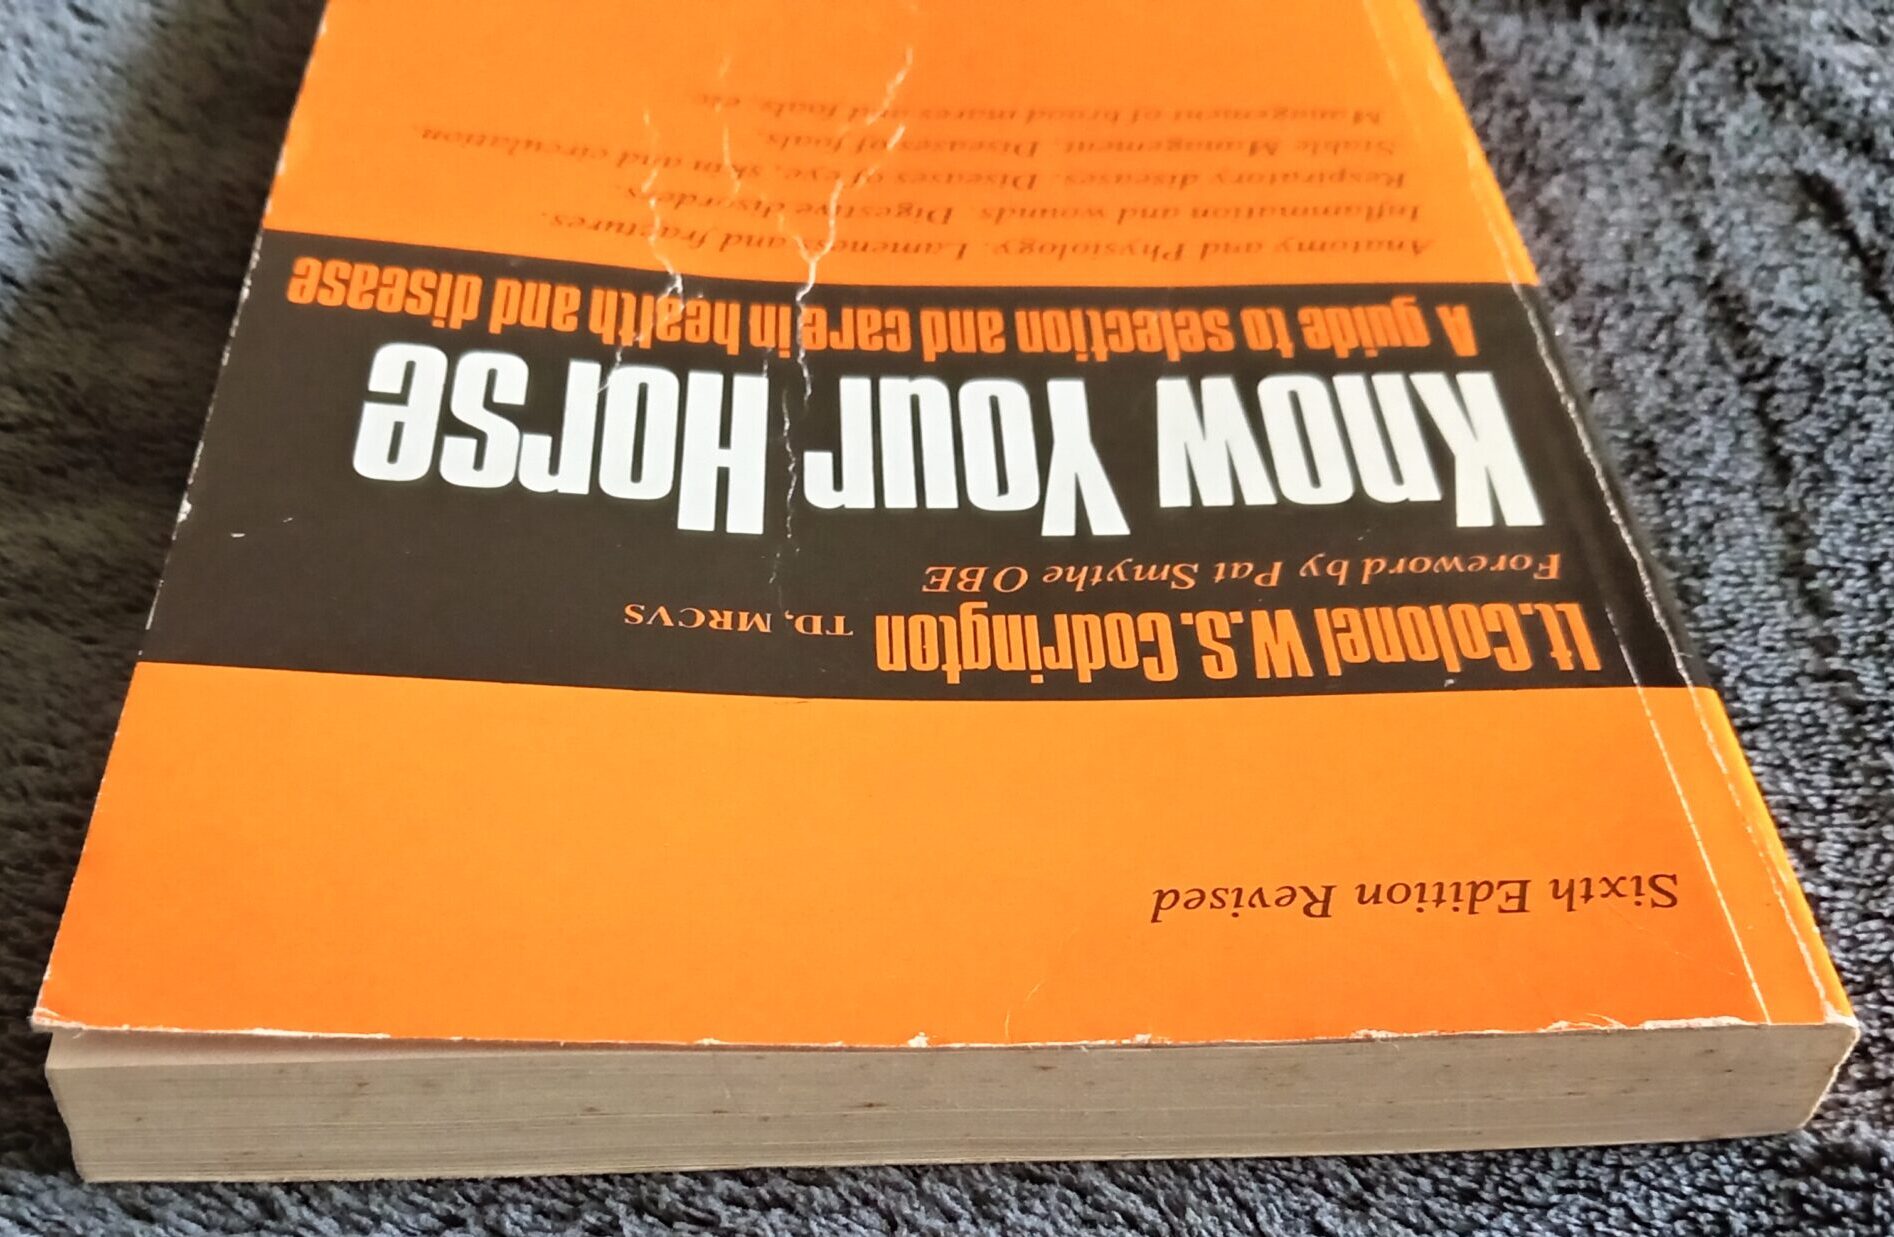 Sixth Edition Revised
Lt.Colonel W.S.Codrington TD, MRCVS
Foreword by Pat Smythe OBE
Know Your Horse
A guide to selection and care in health and disease
Anatomy and Physiology. Lameness and fractures.
Inflammation and wounds. Digestive disorders.
Respiratory diseases. Diseases of eye, skin and circulation.
Stable Management. Diseases of foals.
Management of brood mares and foals, etc.